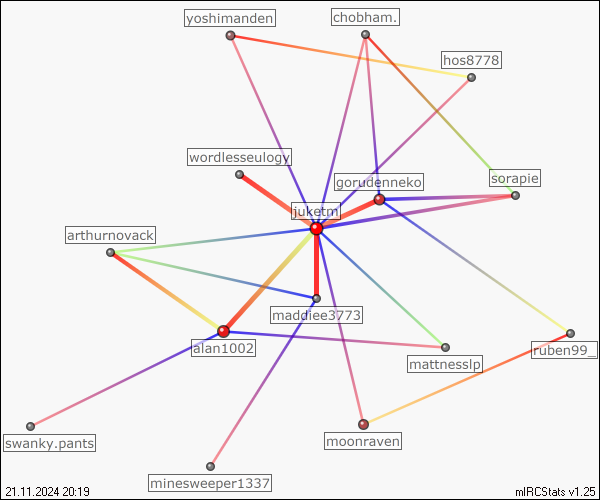 yoshimanden
chobham.
hos8778
wordlesseulogy
gorudenneko
sorapie
juketm
arthurnovack
maddiee3773
alan1002
mattnesslp
ruben99_
swanky.pants
moonraven
minesweeper1337
21.11.2024 20:19
mIRCStats v1.25